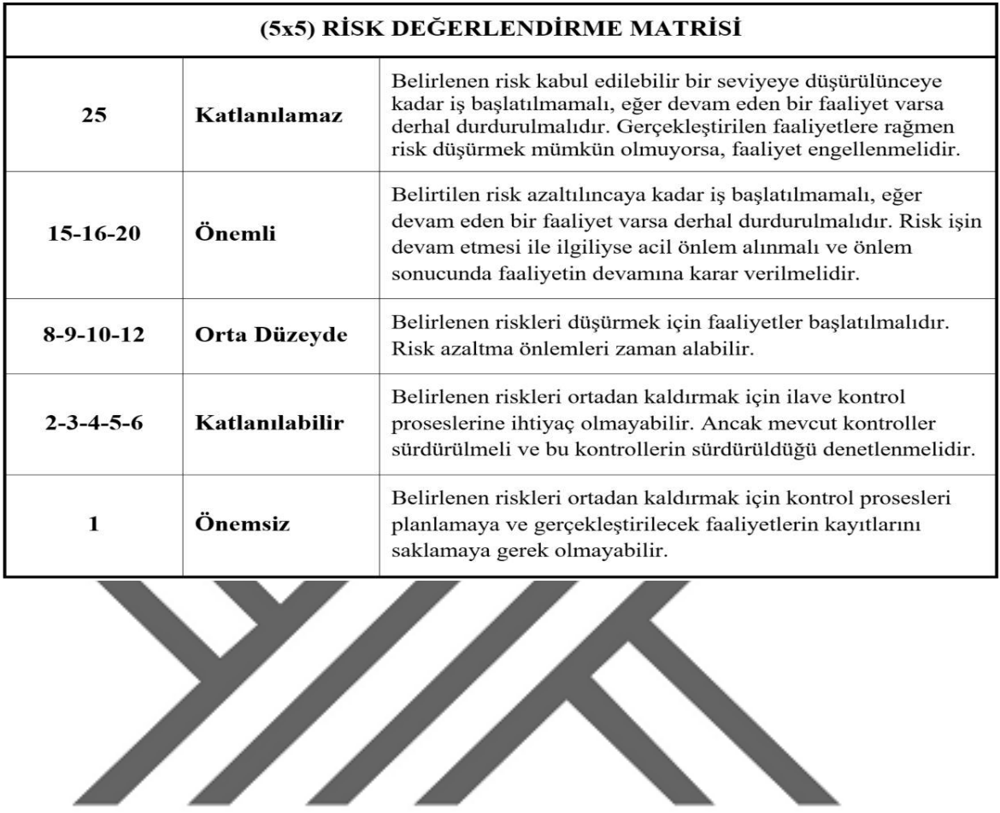 (5x5) RİSK DEĞERLENDİRME MATRİSİ
25
Katlanılamaz
Belirlenen risk kabul edilebilir bir seviyeye düşürülünceye
kadar iş başlatılmamalı, eğer devam eden bir faaliyet varsa
derhal durdurulmalıdır. Gerçekleştirilen faaliyetlere rağmen
risk düşürmek mümkün olmuyorsa, faaliyet engellenmelidir.
15-16-20
Önemli
Belirtilen risk azaltılıncaya kadar iş başlatılmamalı, eğer
devam eden bir faaliyet varsa derhal durdurulmalıdır. Risk işin
devam etmesi ile ilgiliyse acil önlem alınmalı ve önlem
sonucunda faaliyetin devamına karar verilmelidir.
8-9-10-12
Orta Düzeyde
Belirlenen riskleri düşürmek için faaliyetler başlatılmalıdır.
Risk azaltma önlemleri zaman alabilir.
2-3-4-5-6
Katlanılabilir
Belirlenen riskleri ortadan kaldırmak için ilave kontrol
proseslerine ihtiyaç olmayabilir. Ancak mevcut kontroller
sürdürülmeli ve bu kontrollerin sürdürüldüğü denetlenmelidir.
1
Önemsiz
Belirlenen riskleri ortadan kaldırmak için kontrol prosesleri
planlamaya ve gerçekleştirilecek faaliyetlerin kayıtlarını
saklamaya gerek olmayabilir.